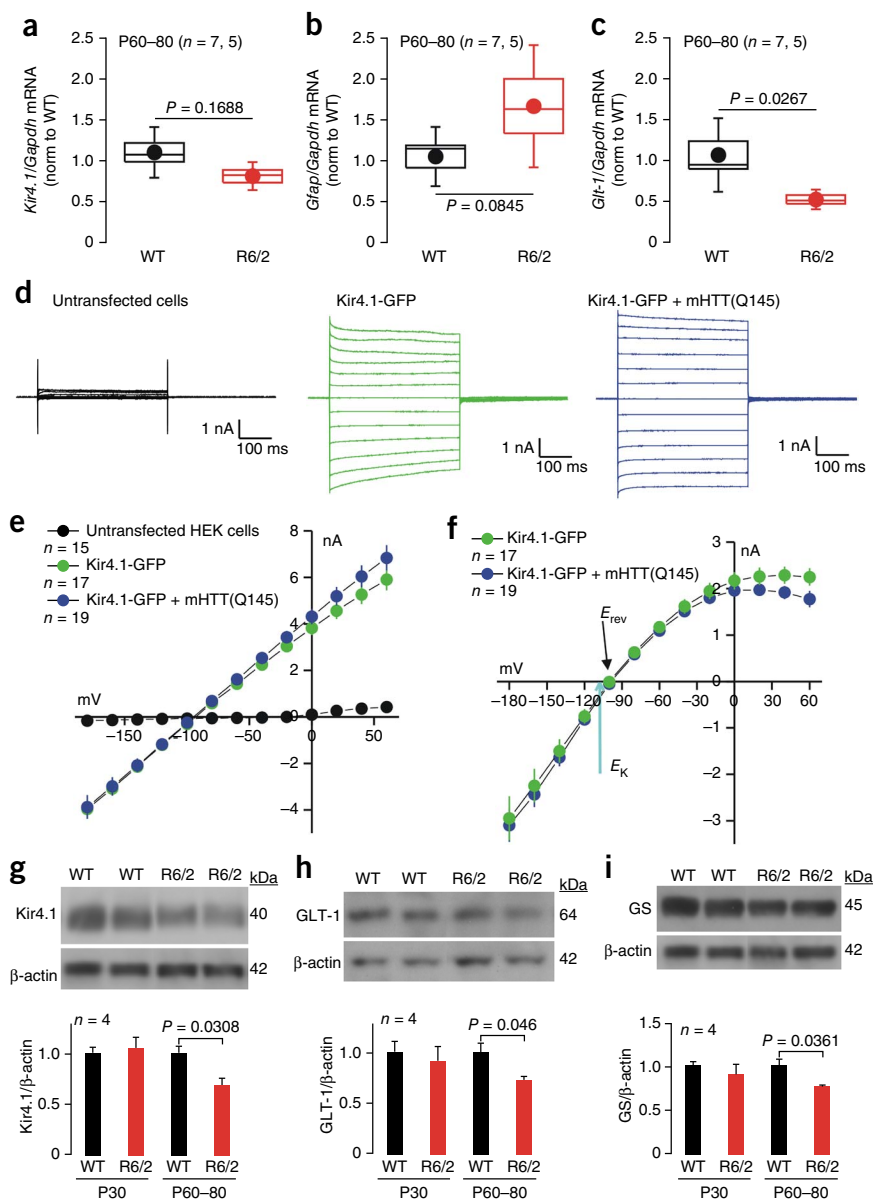 a
P60–80 (n = 7, 5)
Kir4.1/Gapdh mRNA
(norm to WT)
2.5
2.0
1.5
1.0
0.5
0
P = 0.1688
WT
R6/2
b
P60–80 (n = 7, 5)
Gfap/Gapdh mRNA
(norm to WT)
2.5
2.0
1.5
1.0
0.5
0
P = 0.0845
WT
R6/2
c
P60–80 (n = 7, 5)
Glt-1/Gapdh mRNA
(norm to WT)
2.5
2.0
1.5
1.0
0.5
0
P = 0.0267
WT
R6/2
d
Untransfected cells
1 nA
100 ms
Kir4.1-GFP
1 nA
100 ms
Kir4.1-GFP + mHTT(Q145)
1 nA
100 ms
e
Untransfected HEK cells
n = 15
Kir4.1-GFP
n = 17
Kir4.1-GFP + mHTT(Q145)
n = 19
8
nA
6
4
2
mV
−150
−100
−50
0
50
−2
−4
f
Kir4.1-GFP
n = 17
Kir4.1-GFP + mHTT(Q145)
n = 19
3
nA
2
1
0
Erev
mV
−180
−150
−120
−90
−60
−30
0
30
60
EK
−1
−2
−3
g
WT WT R6/2 R6/2
kDa
Kir4.1
40
β-actin
42
n = 4
P = 0.0308
Kir4.1/β-actin
1.0
0.5
0
WT R6/2 WT R6/2
P30 P60–80
h
WT WT R6/2 R6/2
kDa
GLT-1
64
β-actin
42
n = 4
P = 0.046
GLT-1/β-actin
1.0
0.5
0
WT R6/2 WT R6/2
P30 P60–80
i
WT WT R6/2 R6/2
kDa
GS
45
β-actin
42
n = 4
P = 0.0361
GS/β-actin
1.5
1.0
0.5
0
WT R6/2 WT R6/2
P30 P60–80